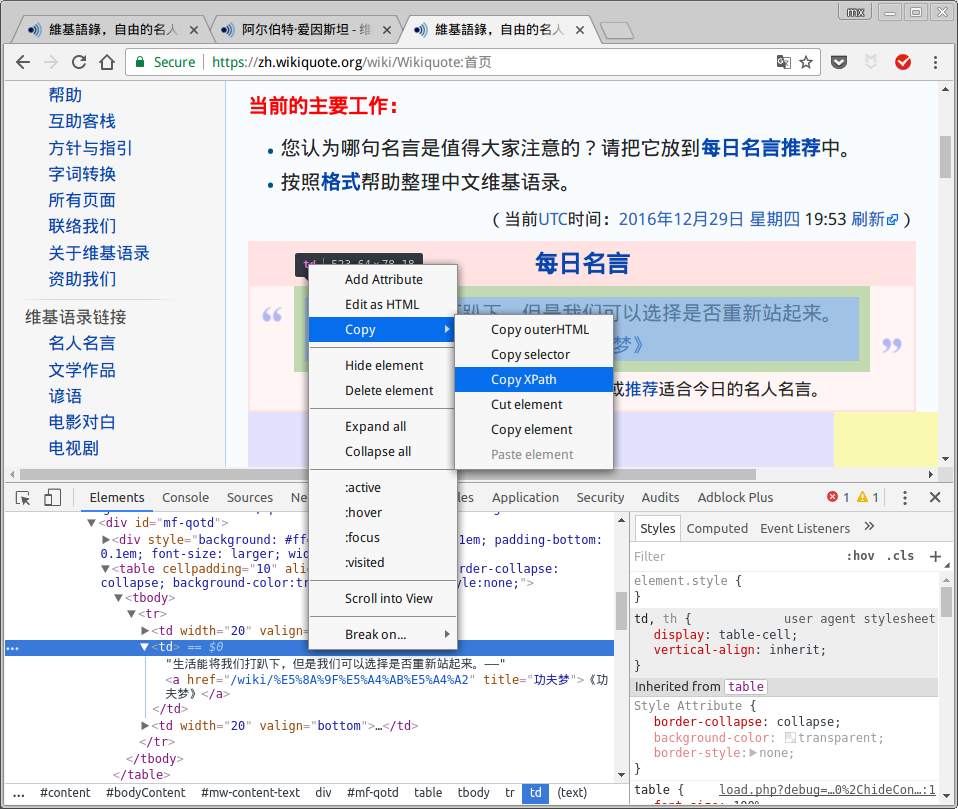 mx
維基語錄，自由的名人
阿尔伯特·爱因斯坦 - 维
維基語錄，自由的名人
Secure
https://zh.wikiquote.org/wiki/Wikiquote:首页
帮助
互助客栈
方针与指引
字词转换
所有页面
联络我们
关于维基语录
资助我们
维基语录链接
名人名言
文学作品
谚语
电影对白
电视剧
当前的主要工作：
您认为哪句名言是值得大家注意的？请把它放到每日名言推荐中。
按照格式帮助整理中文维基语录。
( 当前UTC时间：2016年12月29日 星期四 19:53 刷新 )
每日名言
td | 523.64 × 78.18
趴下，但是我们可以选择是否重新站起来。
梦》
或推荐适合今日的名人名言。
Add Attribute
Edit as HTML
Copy
Hide element
Delete element
Expand all
Collapse all
:active
:hover
:focus
:visited
Scroll into View
Break on...
Copy outerHTML
Copy selector
Copy XPath
Cut element
Copy element
Paste element
Elements Console Sources Ne les Application Security Audits Adblock Plus 1 1
▼<div id="mf-qotd">
▶<div style="background: #ff 1em; padding-bottom:
0.1em; font-size: larger; wi
▼<table cellpadding="10" ali order-collapse:
collapse; background-color:tr yle:none;">
▼<tbody>
▼<tr>
▶<td width="20" valign=
... ▼<td> == $0
"生活能将我们打趴下，但是我们可以选择是否重新站起来。——"
<a href="/wiki/%E5%8A%9F%E5%A4%AB%E5%A4%A2" title="功夫梦">《功
夫梦》</a>
</td>
▶<td width="20" valign="bottom">…</td>
</tr>
</tbody>
</table>
... #content #bodyContent #mw-content-text div #mf-qotd table tbody tr td (text)
Styles Computed Event Listeners »
Filter :hov .cls +
element.style {
}
td, th { user agent stylesheet
display: table-cell;
vertical-align: inherit;
}
Inherited from table
Style Attribute {
border-collapse: collapse;
background-color: transparent;
border-style:▶none;
}
table { load.php?debug=…0%2ChideCon…:1